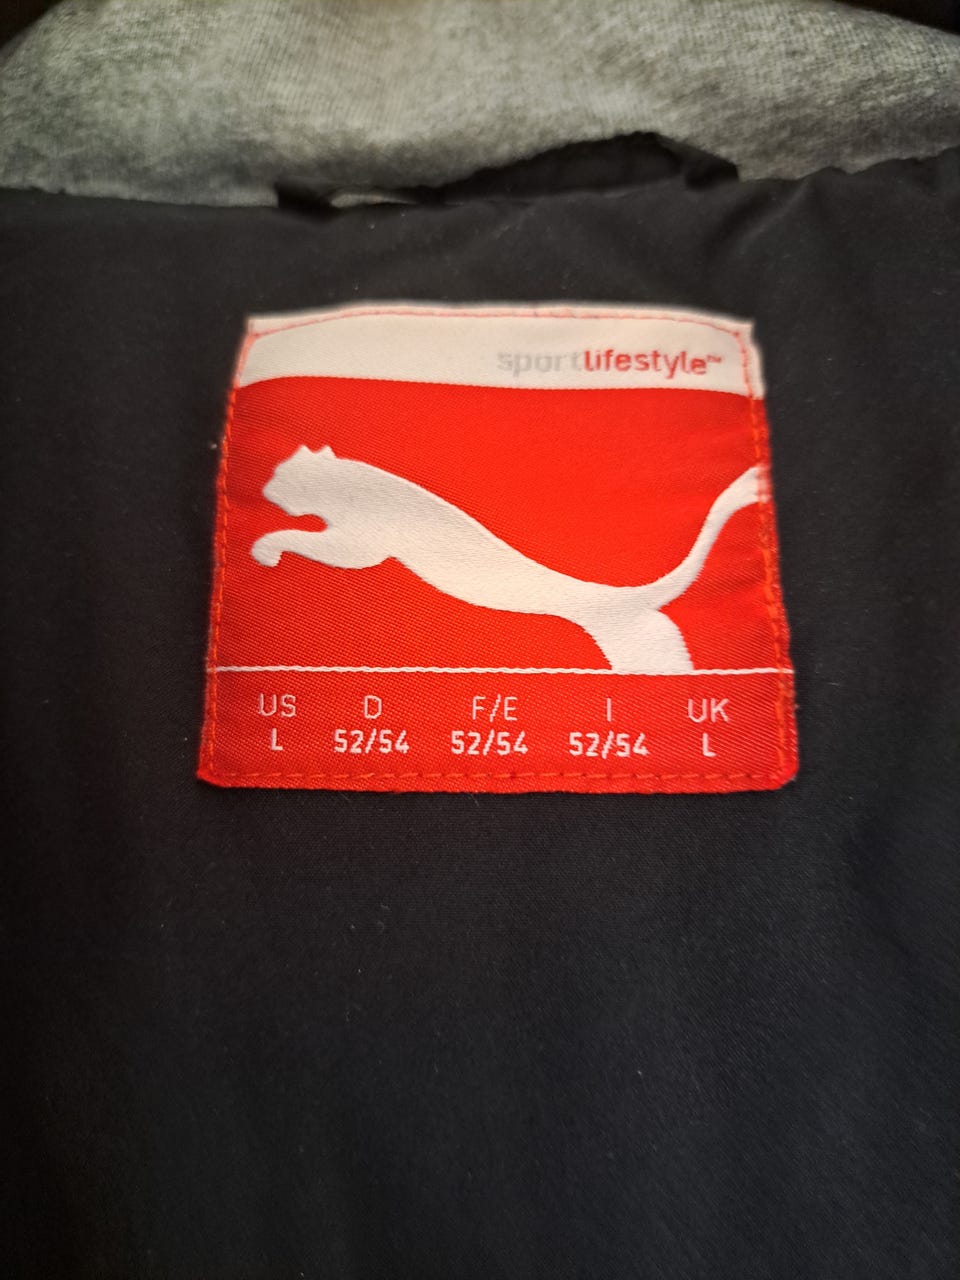 sportlifestyle™
US D F/E I UK
L 52/54 52/54 52/54 L